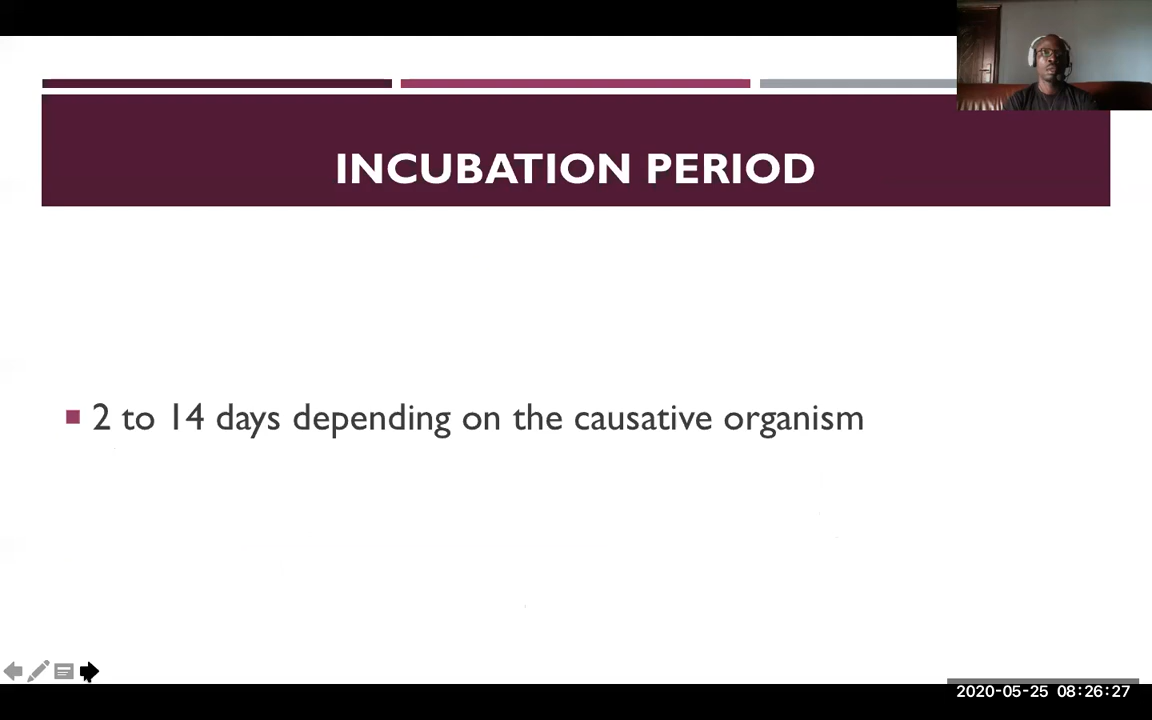 INCUBATION PERIOD
2 to 14 days depending on the causative organism
2020-05-25 08:26:27